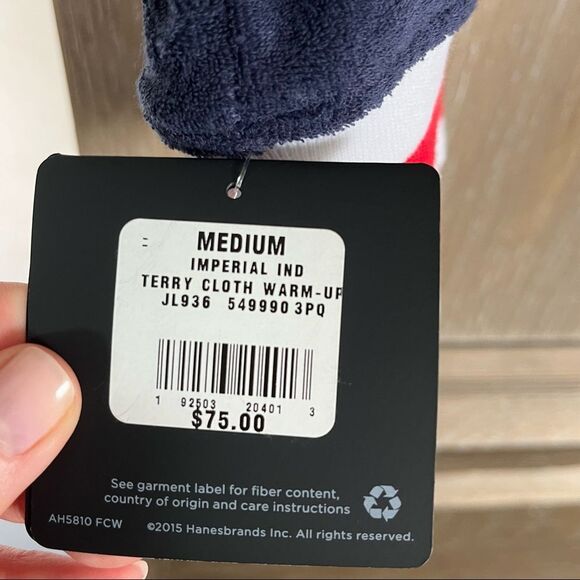 MEDIUM
IMPERIAL IND
TERRY CLOTH WARM-UP
JL936 549990 3PQ
1 92503 20401 3
$75.00
See garment label for fiber content,
country of origin and care instructions
AH5810 FCW ©2015 Hanesbrands Inc. All rights reserved.